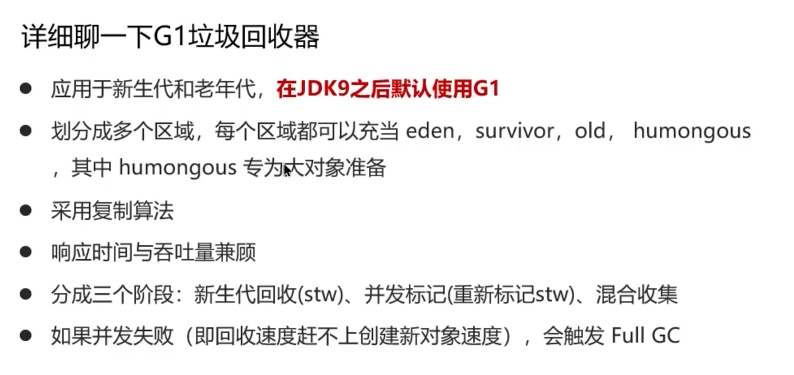 详细聊一下G1垃圾回收器
● 应用于新生代和老年代，在JDK9之后默认使用G1
● 划分成多个区域，每个区域都可以充当 eden，survivor，old， humongous
，其中 humongous 专为大对象准备
● 采用复制算法
● 响应时间与吞吐量兼顾
● 分成三个阶段：新生代回收(stw)、并发标记(重新标记stw)、混合收集
● 如果并发失败（即回收速度赶不上创建新对象速度），会触发 Full GC